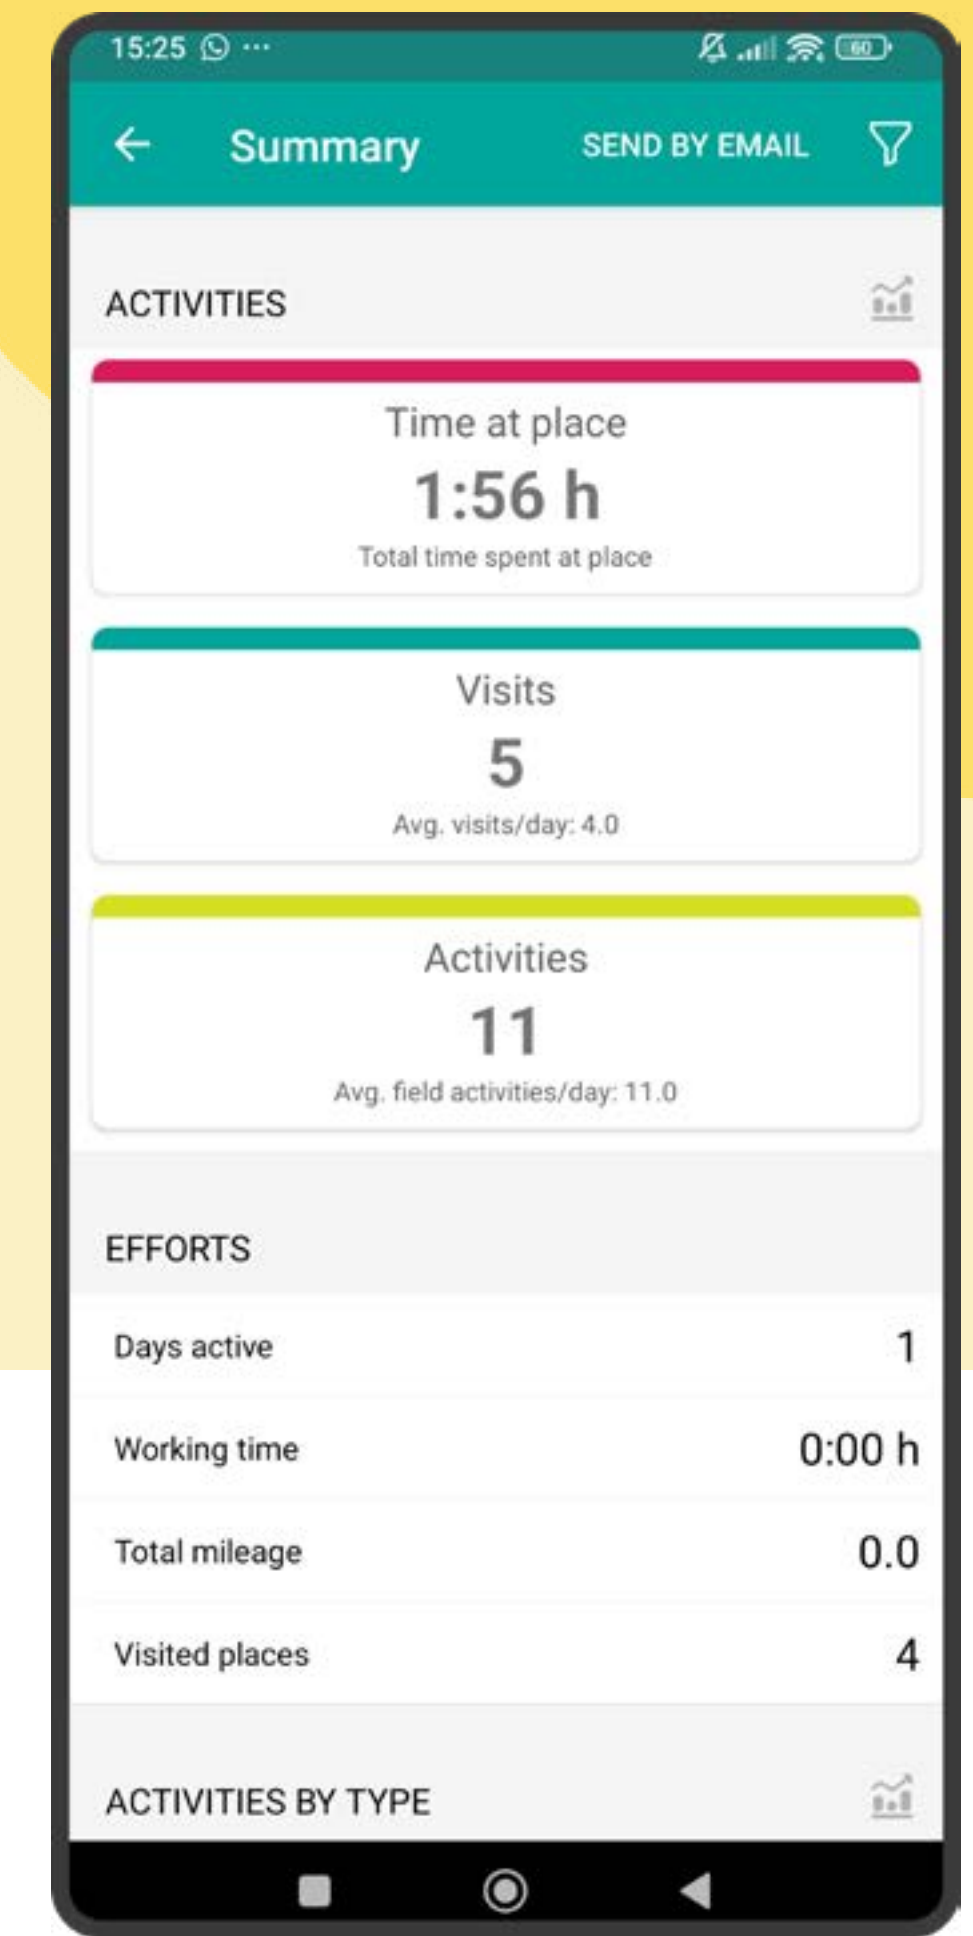 15:25 ...
60
Summary SEND BY EMAIL
ACTIVITIES
Time at place
1:56 h
Total time spent at place
Visits
5
Avg. visits/day: 4.0
Activities
11
Avg. field activities/day: 11.0
EFFORTS
Days active 1
Working time 0:00 h
Total mileage 0.0
Visited places 4
ACTIVITIES BY TYPE